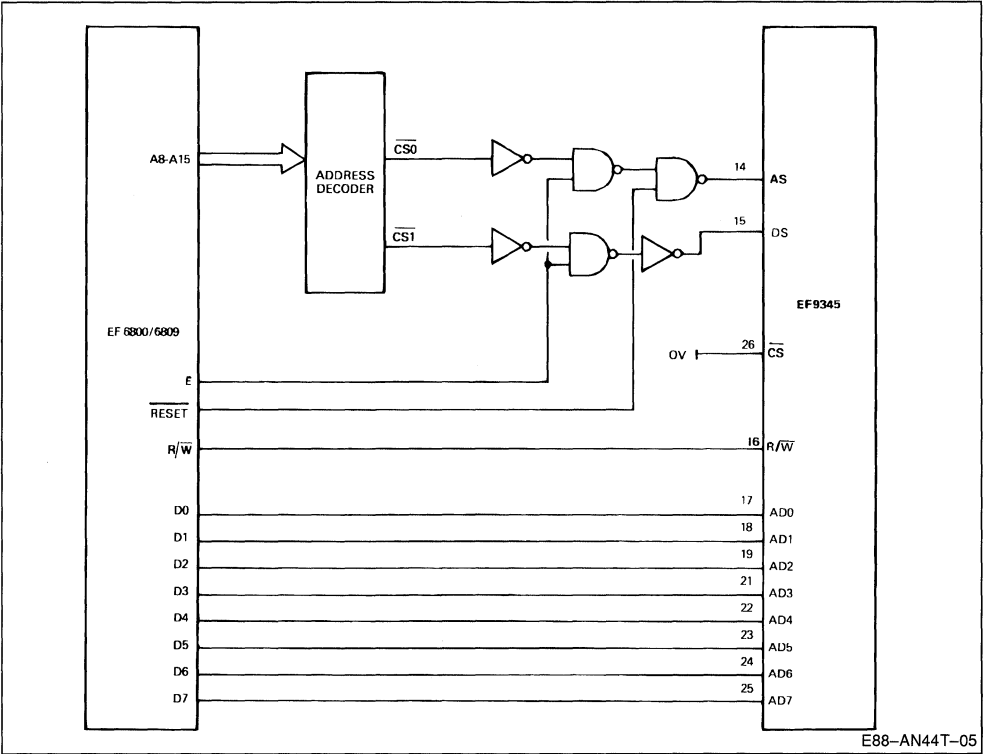 A8-A15
ADDRESS
DECODER
CS0
CS1
14
AS
15
DS
EF 6800/6809
EF9345
E
RESET
0V
26
CS
R/W
16
R/W
D0
17
AD0
D1
18
AD1
D2
19
AD2
D3
21
AD3
D4
22
AD4
D5
23
AD5
D6
24
AD6
D7
25
AD7
E88-AN44T-05